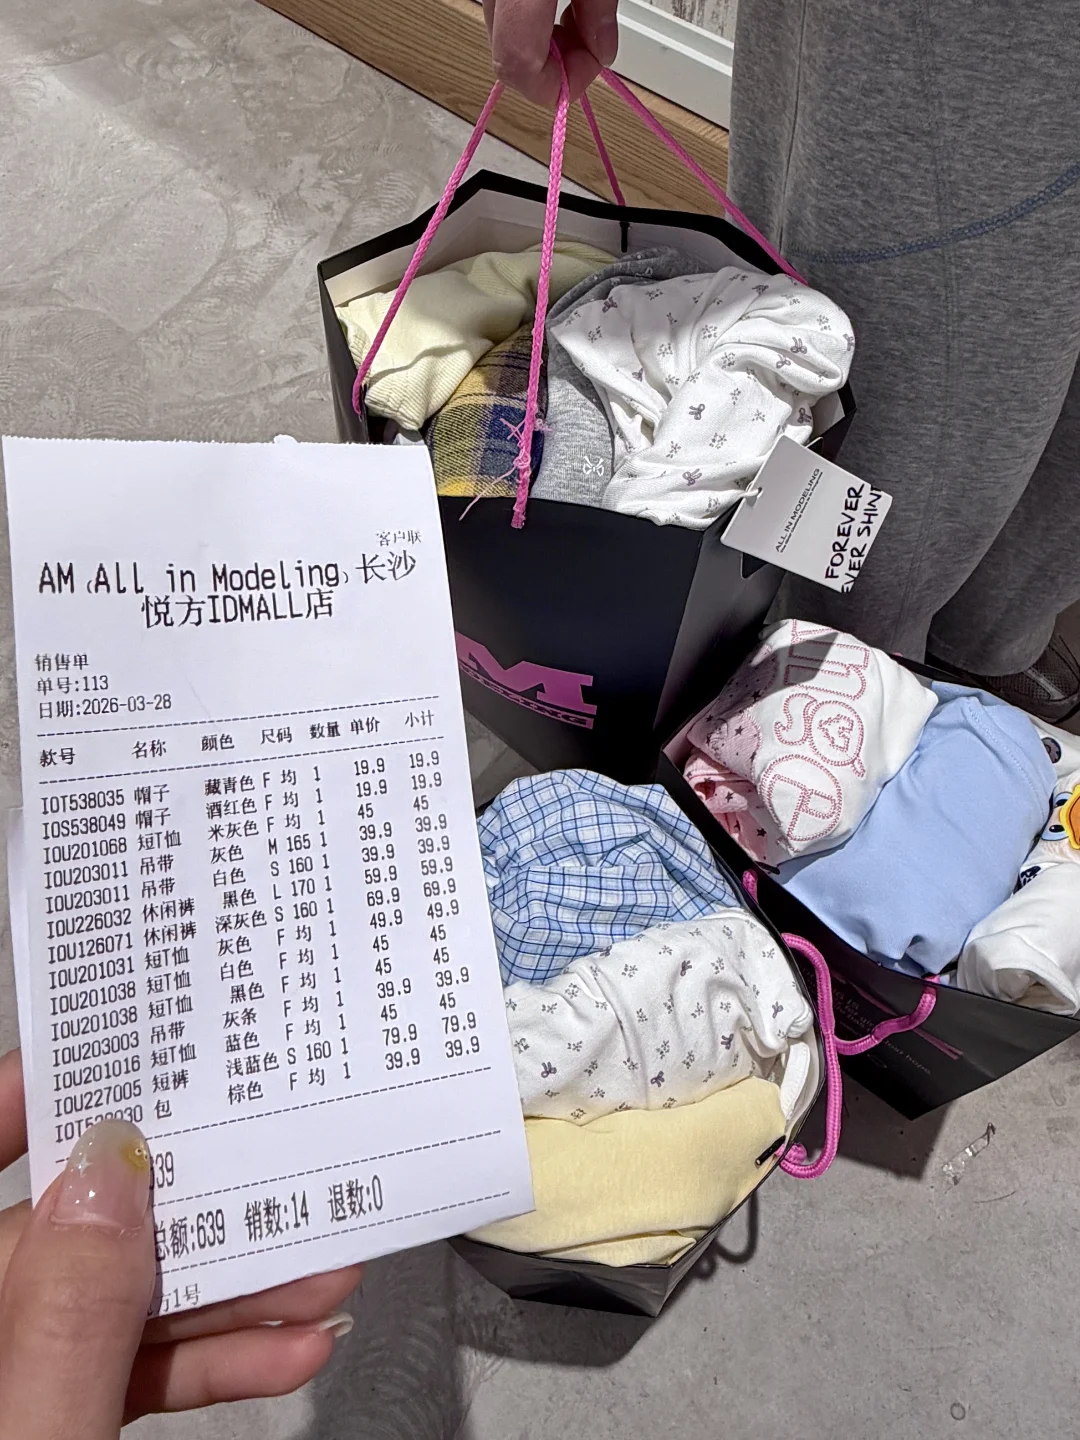 客户联
AM(All in Modeling)长沙
悦方IDMALL店
销售单
单号:113
日期:2026-03-28
款号 名称 颜色 尺码 数量 单价 小计
IOT538035 帽子 藏青色 F 均 1 19.9 19.9
IOS538049 帽子 酒红色 F 均 1 19.9 19.9
IOU201068 短T恤 米灰色 F 均 1 45 45
IOU203011 吊带 灰色 M 165 1 39.9 39.9
IOU203011 吊带 白色 S 160 1 39.9 39.9
IOU226032 休闲裤 黑色 L 170 1 59.9 59.9
IOU126071 休闲裤 深灰色 S 160 1 69.9 69.9
IOU201031 短T恤 灰色 F 均 1 49.9 49.9
IOU201038 短T恤 白色 F 均 1 45 45
IOU201038 短T恤 黑色 F 均 1 45 45
IOU203003 吊带 灰条 F 均 1 39.9 39.9
IOU201016 短T恤 蓝色 F 均 1 45 45
IOU227005 短裤 浅蓝色 S 160 1 79.9 79.9
包 棕色 F 均 1 39.9 39.9
639
总额:639 销数:14 退数:0
方1号
ALL IN MODELING
FOREVER
EVER SHIN